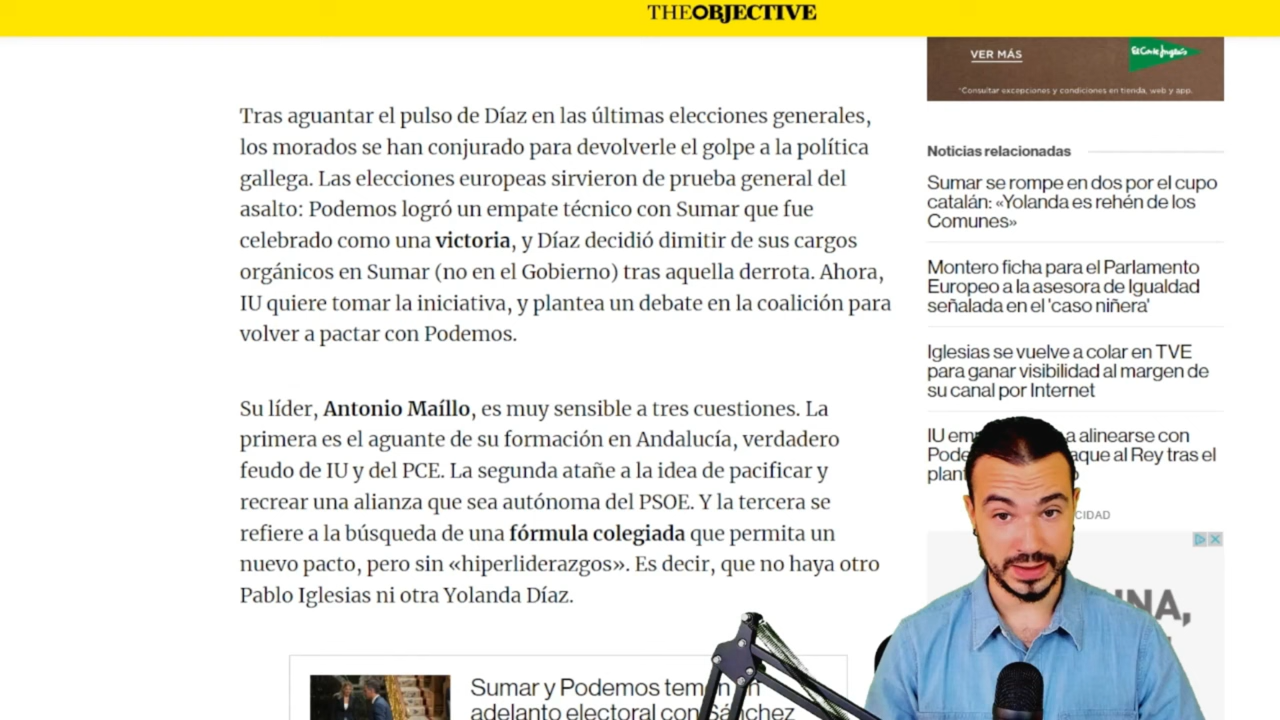 THEOBJECTIVE
Tras aguantar el pulso de Díaz en las últimas elecciones generales,
los morados se han conjurado para devolverle el golpe a la política
gallega. Las elecciones europeas sirvieron de prueba general del
asalto: Podemos logró un empate técnico con Sumar que fue
celebrado como una victoria, y Díaz decidió dimitir de sus cargos
orgánicos en Sumar (no en el Gobierno) tras aquella derrota. Ahora,
IU quiere tomar la iniciativa, y plantea un debate en la coalición para
volver a pactar con Podemos.
Su líder, Antonio Maíllo, es muy sensible a tres cuestiones. La
primera es el aguante de su formación en Andalucía, verdadero
feudo de IU y del PCE. La segunda atañe a la idea de pacificar y
recrear una alianza que sea autónoma del PSOE. Y la tercera se
refiere a la búsqueda de una fórmula colegiada que permita un
nuevo pacto, pero sin «hiperliderazgos». Es decir, que no haya otro
Pablo Iglesias ni otra Yolanda Díaz.
Sumar y Podemos temen un
adelanto electoral con Sánchez
VER MÁS
El Corte Inglés
*Consultar excepciones y condiciones en tienda, web y app.
Noticias relacionadas
Sumar se rompe en dos por el cupo
catalán: «Yolanda es rehén de los
Comunes»
Montero ficha para el Parlamento
Europeo a la asesora de Igualdad
señalada en el 'caso niñera'
Iglesias se vuelve a colar en TVE
para ganar visibilidad al margen de
su canal por Internet
IU a alinearse con
aque al Rey tras el